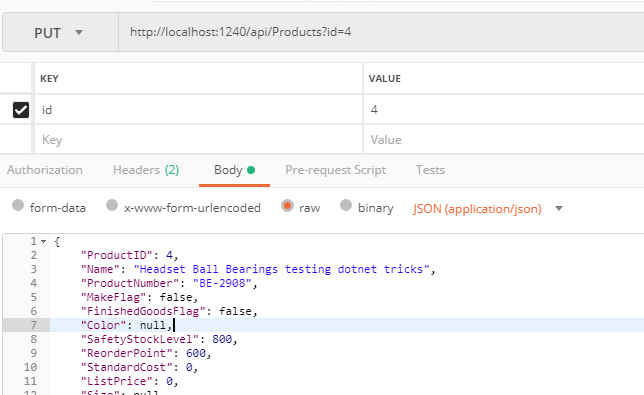 PUT http://localhost:1240/api/Products?id=4
KEY VALUE
id 4
Key Value
Authorization Headers (2) Body Pre-request Script Tests
form-data x-www-form-urlencoded raw binary JSON (application/json)
1 {
2 "ProductID": 4,
3 "Name": "Headset Ball Bearings testing dotnet tricks",
4 "ProductNumber": "BE-2908",
5 "MakeFlag": false,
6 "FinishedGoodsFlag": false,
7 "Color": null,
8 "SafetyStockLevel": 800,
9 "ReorderPoint": 600,
10 "StandardCost": 0,
11 "ListPrice": 0,
12 "Size": null